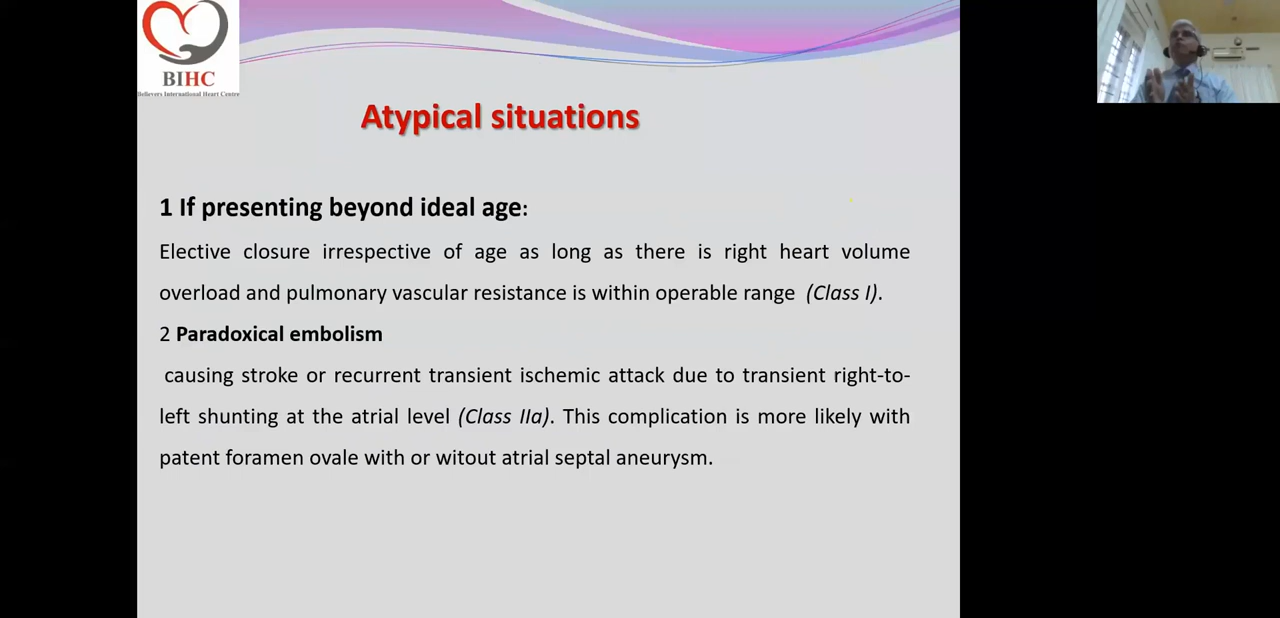 BIHC
Believers International Heart Centre
Atypical situations
1 If presenting beyond ideal age:
Elective closure irrespective of age as long as there is right heart volume
overload and pulmonary vascular resistance is within operable range (Class I).
2 Paradoxical embolism
causing stroke or recurrent transient ischemic attack due to transient right-to-
left shunting at the atrial level (Class IIa). This complication is more likely with
patent foramen ovale with or witout atrial septal aneurysm.